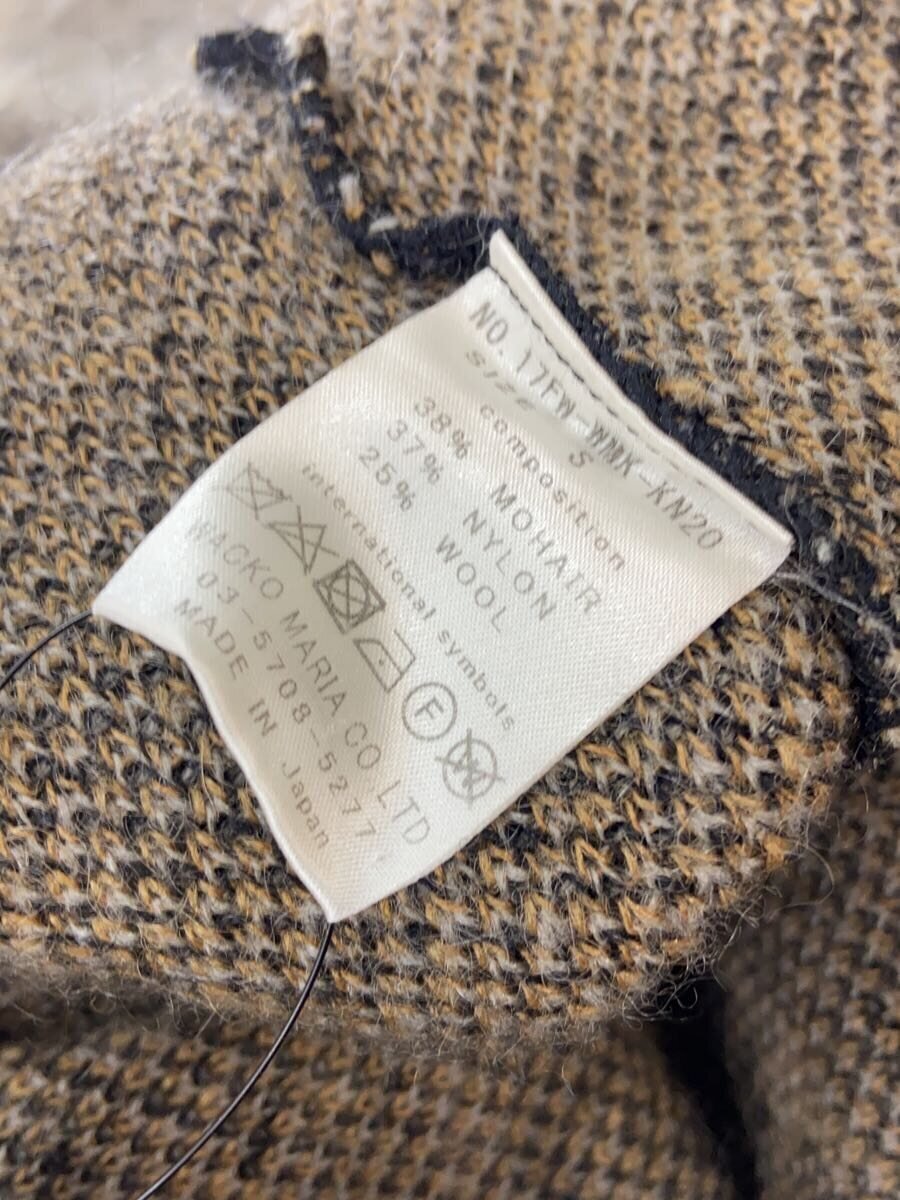 NO. 17FW-WMK-KN20
SIZE S
composition
38% MOHAIR
37% NYLON
25% WOOL
international symbols
F
WACKO MARIA CO LTD
03-5708-5277,
MADE IN Japan